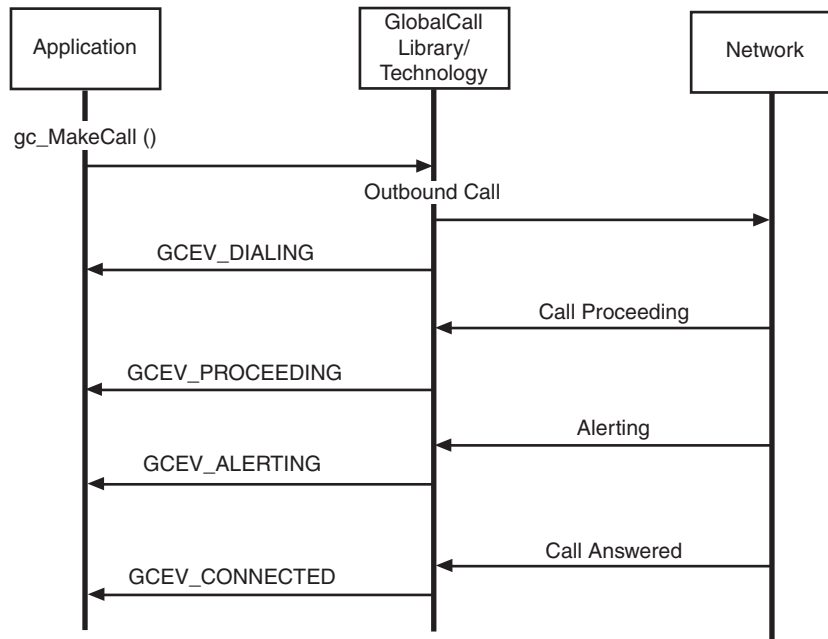 Application
GlobalCall
Library/
Technology
Network
gc_MakeCall ()
Outbound Call
GCEV_DIALING
Call Proceeding
GCEV_PROCEEDING
Alerting
GCEV_ALERTING
Call Answered
GCEV_CONNECTED